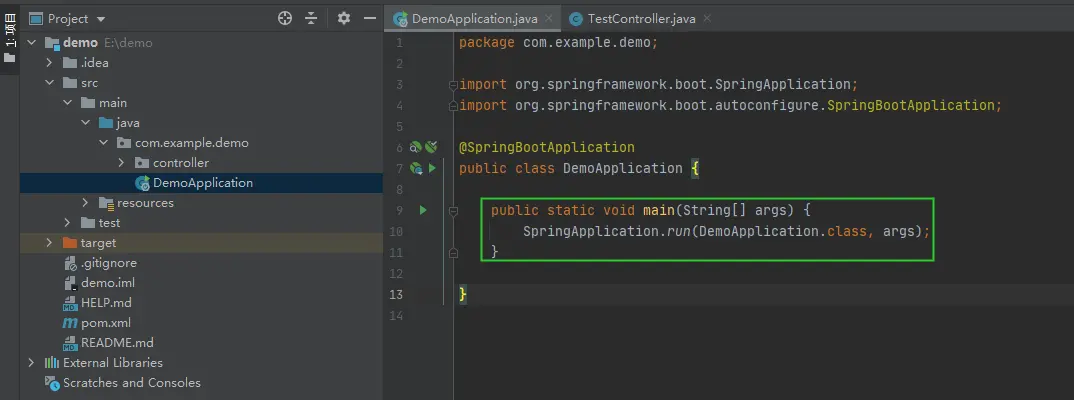 1: 项目
Project
demo E:\demo
.idea
src
main
java
com.example.demo
controller
DemoApplication
resources
test
target
.gitignore
demo.iml
HELP.md
pom.xml
README.md
External Libraries
Scratches and Consoles
DemoApplication.java TestController.java
1 package com.example.demo;
2
3 import org.springframework.boot.SpringApplication;
4 import org.springframework.boot.autoconfigure.SpringBootApplication;
5
6 @SpringBootApplication
7 public class DemoApplication {
8
9 public static void main(String[] args) {
10 SpringApplication.run(DemoApplication.class, args);
11 }
12
13 }
14